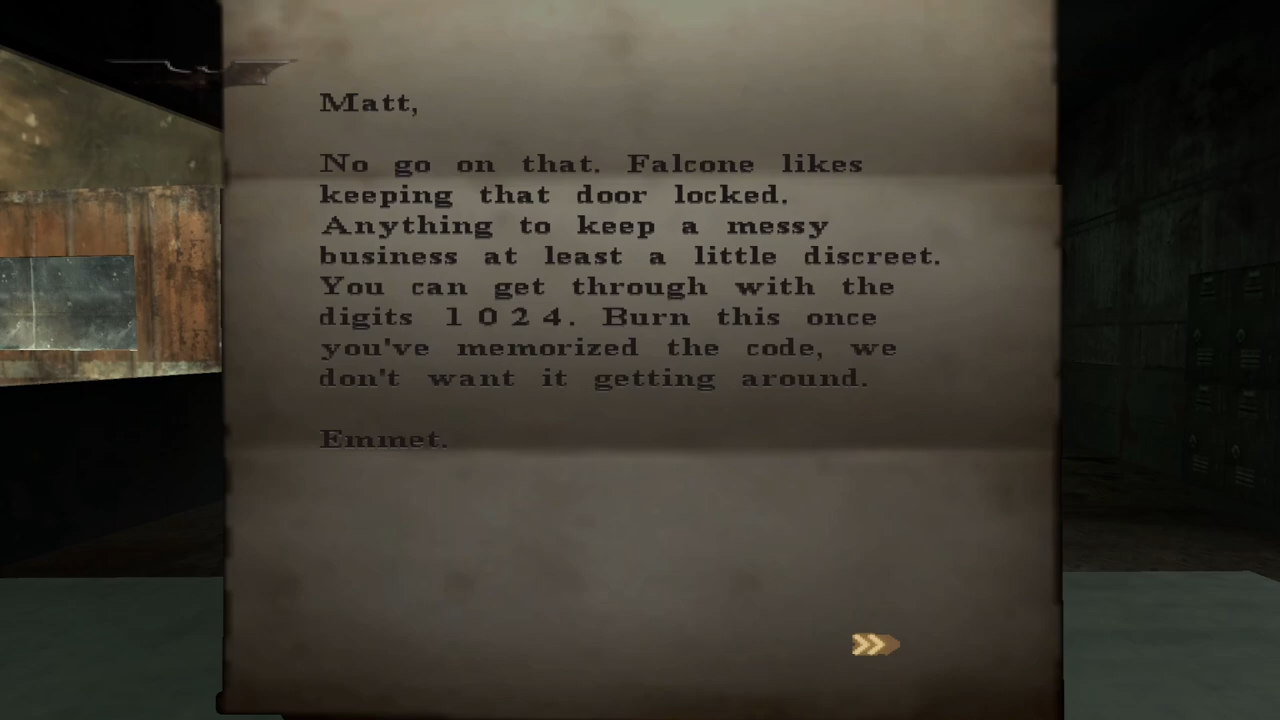 Matt,
No go on that. Falcone likes
keeping that door locked.
Anything to keep a messy
business at least a little discreet.
You can get through with the
digits 1 0 2 4. Burn this once
you've memorized the code, we
don't want it getting around.
Emmet.